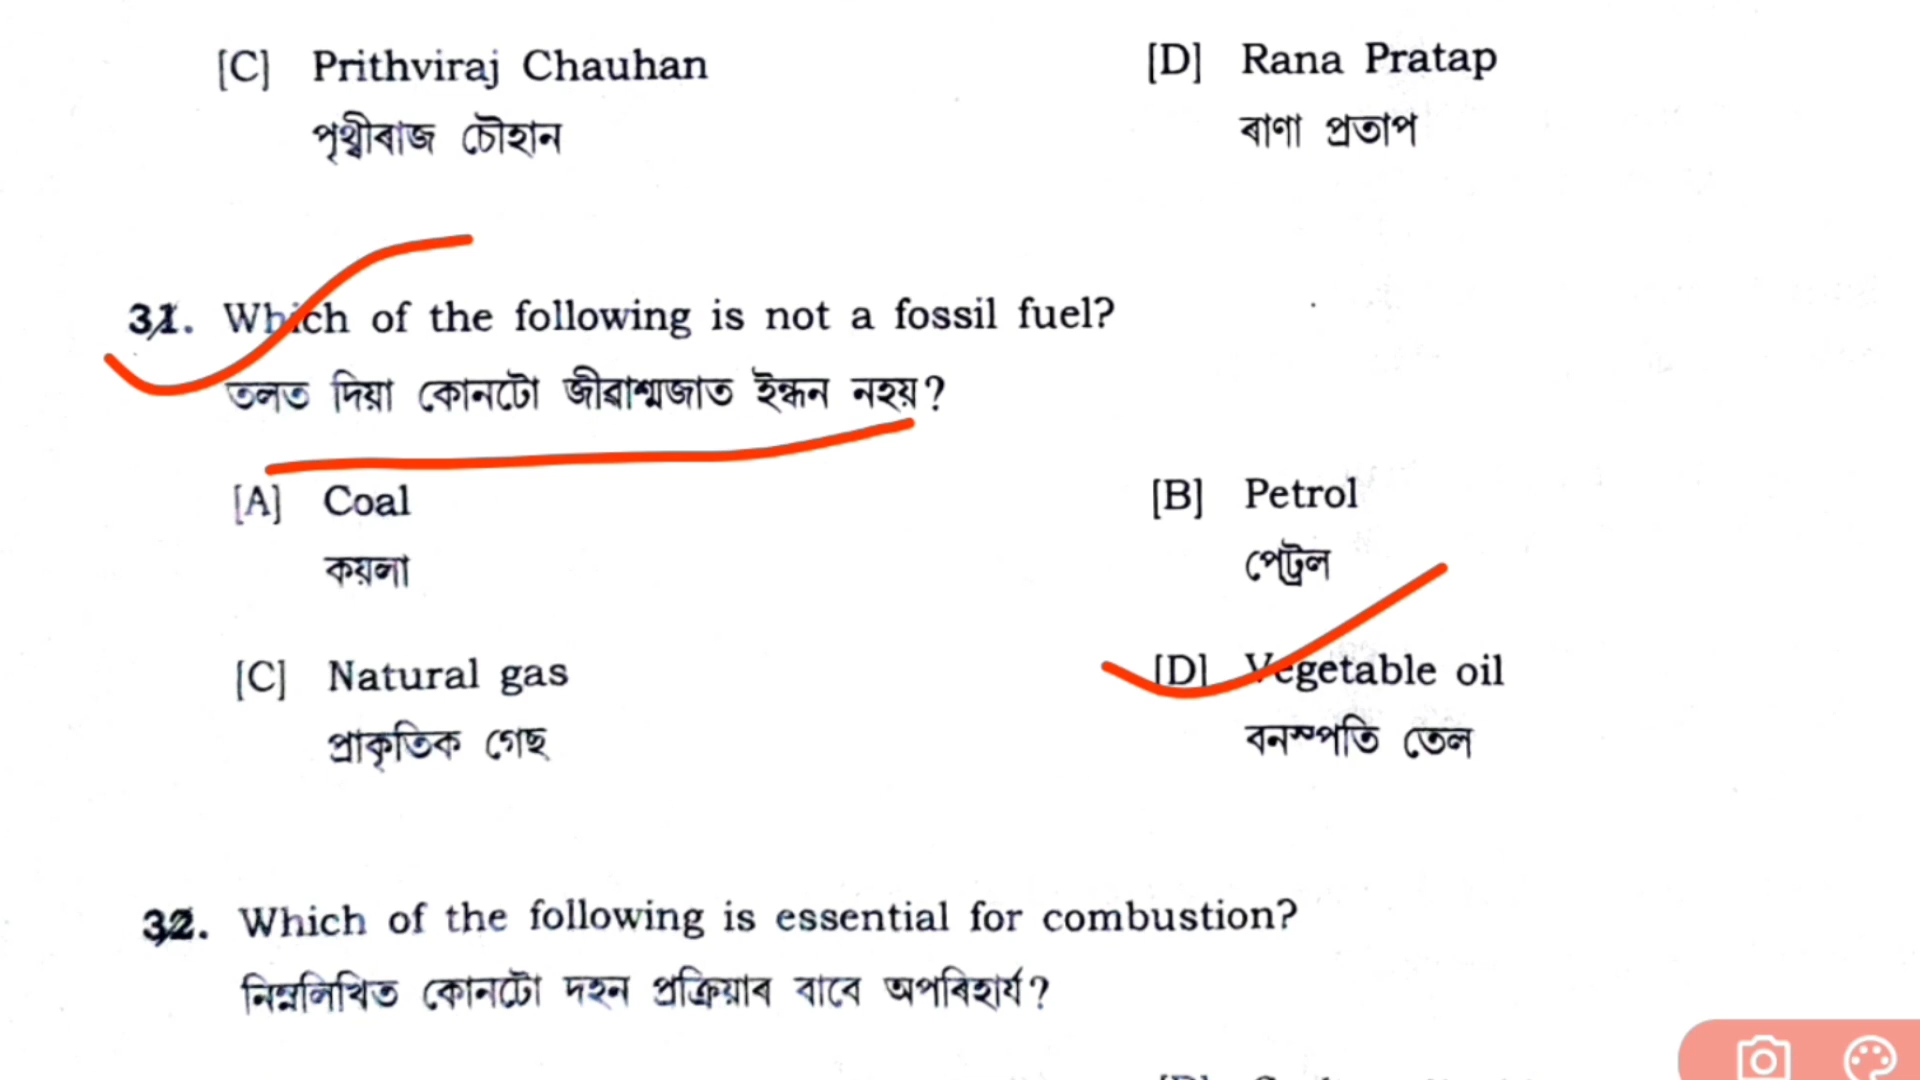 [C] Prithviraj Chauhan [D] Rana Pratap
পৃথ্বীৰাজ চৌহান ৰাণা প্ৰতাপ
31. Which of the following is not a fossil fuel?
তলত দিয়া কোনটো জীৱাশ্মজাত ইন্ধন নহয়?
[A] Coal [B] Petrol
কয়লা পেট্ৰ'ল
[C] Natural gas [D] Vegetable oil
প্ৰাকৃতিক গেছ বনস্পতি তেল
32. Which of the following is essential for combustion?
নিম্নলিখিত কোনটো দহন প্ৰক্ৰিয়াৰ বাবে অপৰিহাৰ্য?